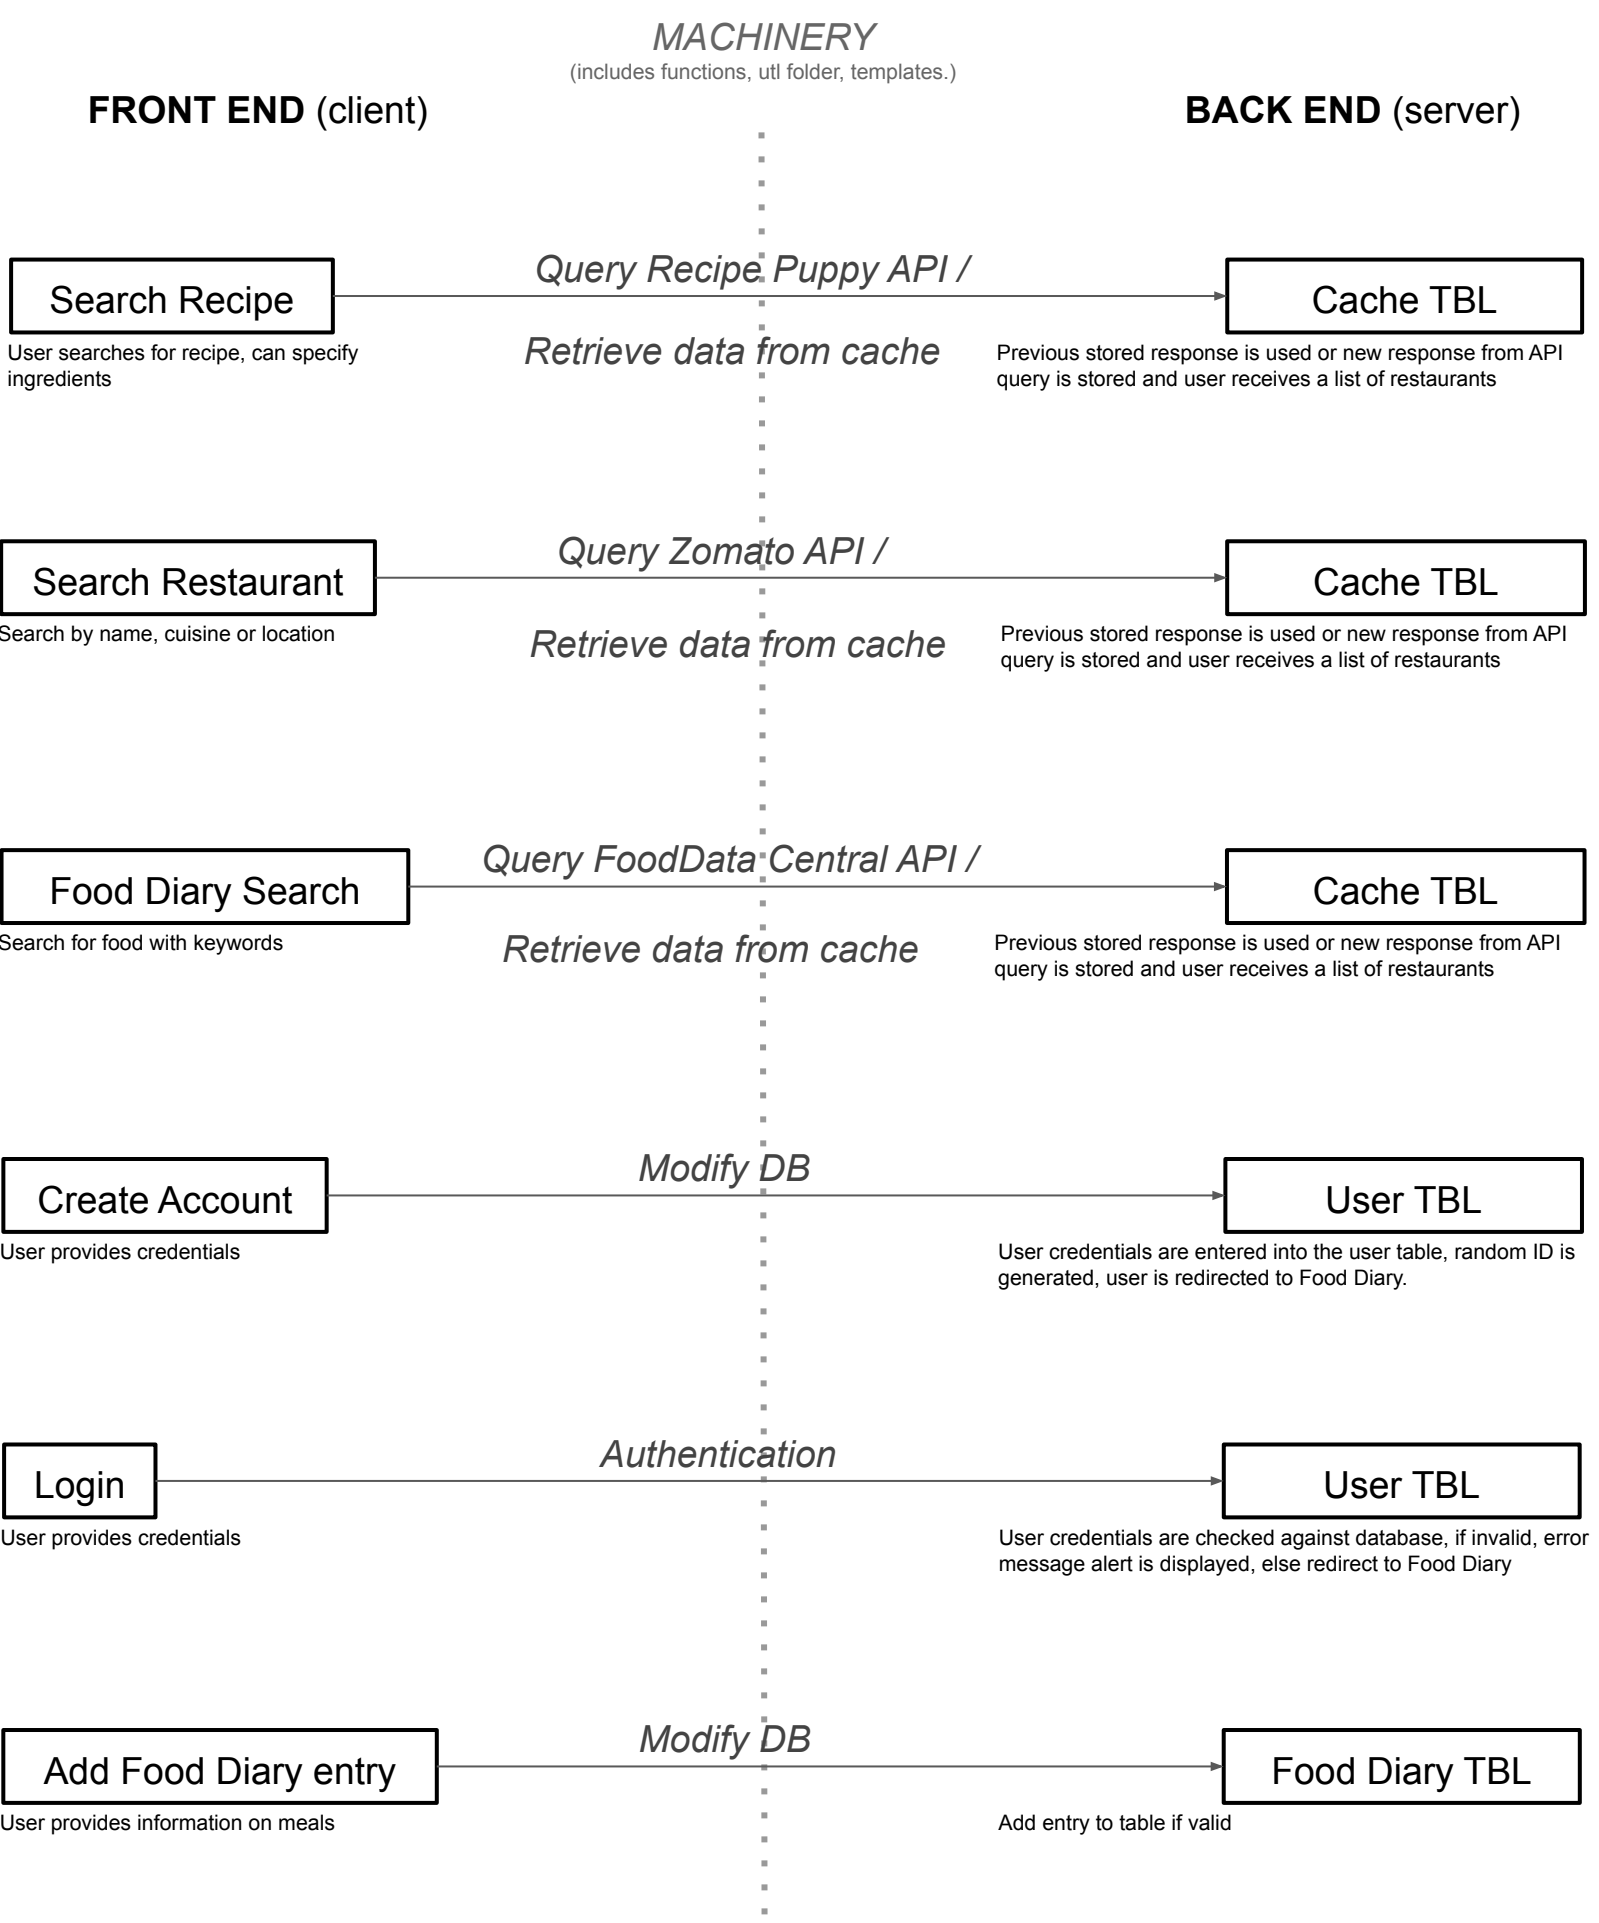 MACHINERY
(includes functions, utl folder, templates.)
FRONT END (client)
BACK END (server)
Search Recipe
Query Recipe Puppy API /
Cache TBL
User searches for recipe, can specify
ingredients
Retrieve data from cache
Previous stored response is used or new response from API
query is stored and user receives a list of restaurants
Search Restaurant
Query Zomato API /
Cache TBL
Search by name, cuisine or location
Retrieve data from cache
Previous stored response is used or new response from API
query is stored and user receives a list of restaurants
Food Diary Search
Query FoodData Central API /
Cache TBL
Search for food with keywords
Retrieve data from cache
Previous stored response is used or new response from API
query is stored and user receives a list of restaurants
Create Account
Modify DB
User TBL
User provides credentials
User credentials are entered into the user table, random ID is
generated, user is redirected to Food Diary.
Login
Authentication
User TBL
User provides credentials
User credentials are checked against database, if invalid, error
message alert is displayed, else redirect to Food Diary
Add Food Diary entry
Modify DB
Food Diary TBL
User provides information on meals
Add entry to table if valid